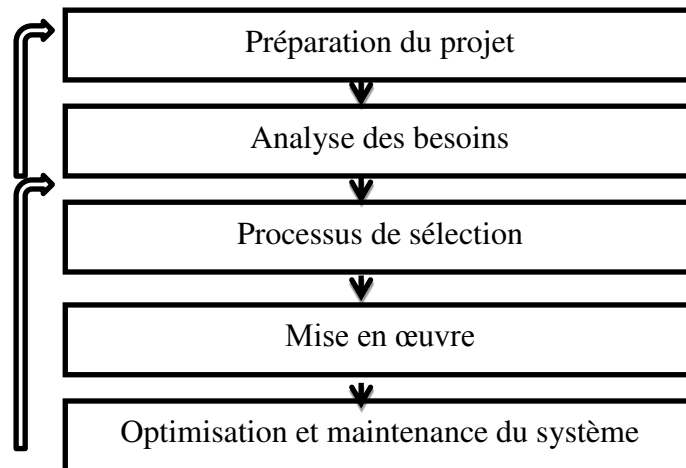 Préparation du projet
Analyse des besoins
Processus de sélection
Mise en œuvre
Optimisation et maintenance du système